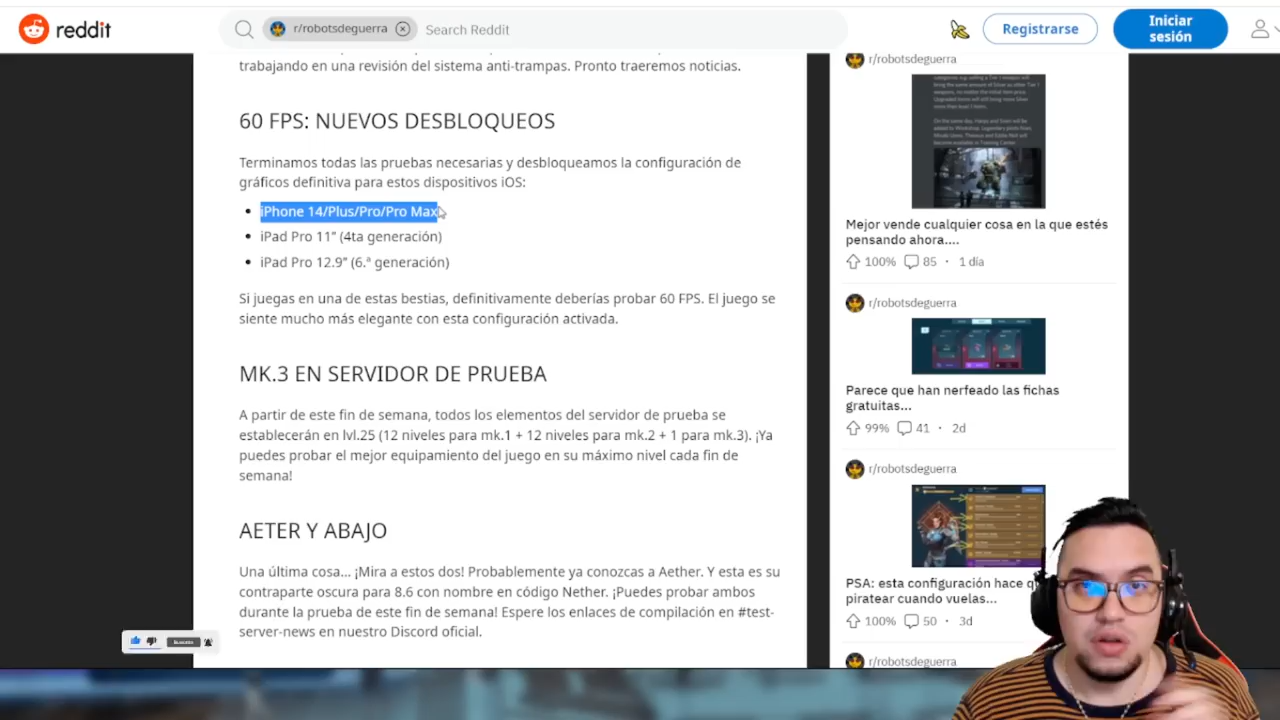 reddit
r/robotsdeguerra
Search Reddit
Registrarse
Iniciar
sesión
trabajando en una revisión del sistema anti-trampas. Pronto traeremos noticias.
60 FPS: NUEVOS DESBLOQUEOS
Terminamos todas las pruebas necesarias y desbloqueamos la configuración de
gráficos definitiva para estos dispositivos iOS:
iPhone 14/Plus/Pro/Pro Max
iPad Pro 11" (4ta generación)
iPad Pro 12.9" (6.ª generación)
Si juegas en una de estas bestias, definitivamente deberías probar 60 FPS. El juego se
siente mucho más elegante con esta configuración activada.
MK.3 EN SERVIDOR DE PRUEBA
A partir de este fin de semana, todos los elementos del servidor de prueba se
establecerán en lvl.25 (12 niveles para mk.1 + 12 niveles para mk.2 + 1 para mk.3). ¡Ya
puedes probar el mejor equipamiento del juego en su máximo nivel cada fin de
semana!
AETER Y ABAJO
Una última cosa... ¡Mira a estos dos! Probablemente ya conozcas a Aether. Y esta es su
contraparte oscura para 8.6 con nombre en código Nether. ¡Puedes probar ambos
durante la prueba de este fin de semana! Espere los enlaces de compilación en #test-
server-news en nuestro Discord oficial.
r/robotsdeguerra
Mejor vende cualquier cosa en la que estés
pensando ahora....
100% 85 · 1 día
r/robotsdeguerra
Parece que han nerfeado las fichas
gratuitas...
99% 41 · 2d
r/robotsdeguerra
PSA: esta configuración hace
piratear cuando vuelas...
100% 50 · 3d
r/robotsdeguerra